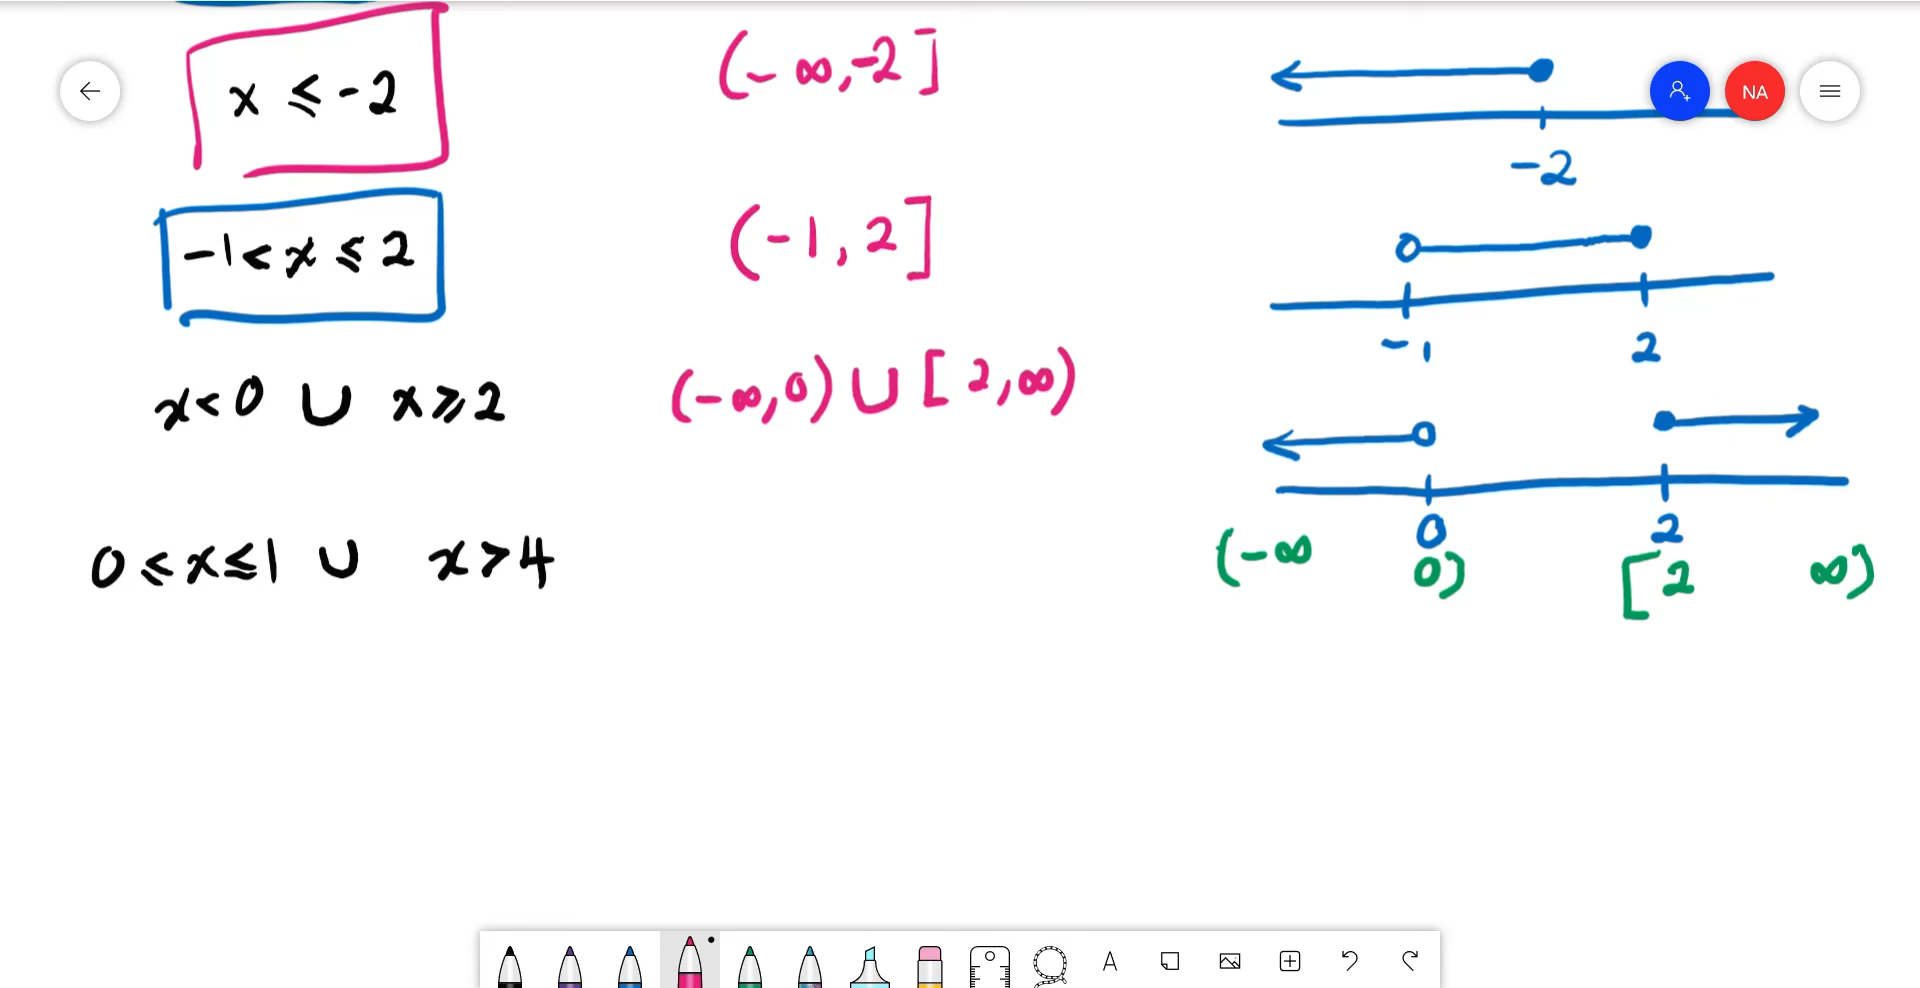 x ⩽ -2 (-∞, -2]
NA
-2
-1 < x ⩽ 2 (-1, 2]
-1 2
x < 0 ∪ x ⩾ 2 (-∞, 0) ∪ [2, ∞)
0 2
0 ⩽ x ⩽ 1 ∪ x > 4 (-∞ 0) [2 ∞)
A